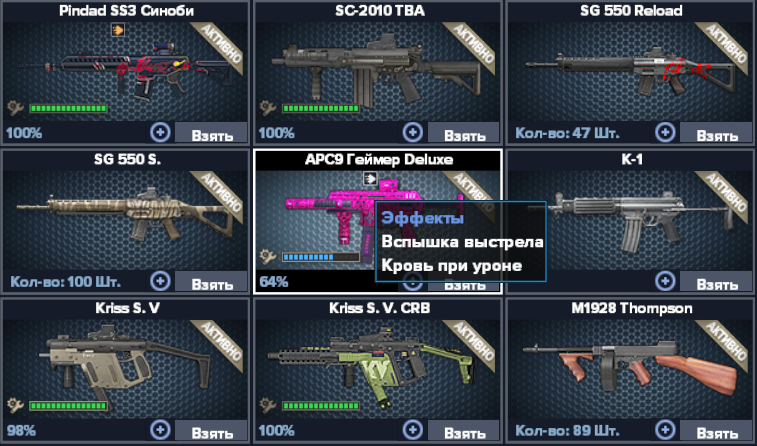 Pindad SS3 Синоби
SC-2010 TBA
SG 550 Reload
АКТИВНО
АКТИВНО
АКТИВНО
100%
Взять
100%
Взять
Кол-во: 47 Шт.
Взять
SG 550 S.
APC9 Геймер Deluxe
K-1
АКТИВНО
АКТИВНО
АКТИВНО
Эффекты
Вспышка выстрела
Кровь при уроне
Кол-во: 100 Шт.
Взять
64%
Взять
Взять
Kriss S. V
Kriss S. V. CRB
M1928 Thompson
АКТИВНО
АКТИВНО
АКТИВНО
KV
98%
Взять
100%
Взять
Кол-во: 89 Шт.
Взять